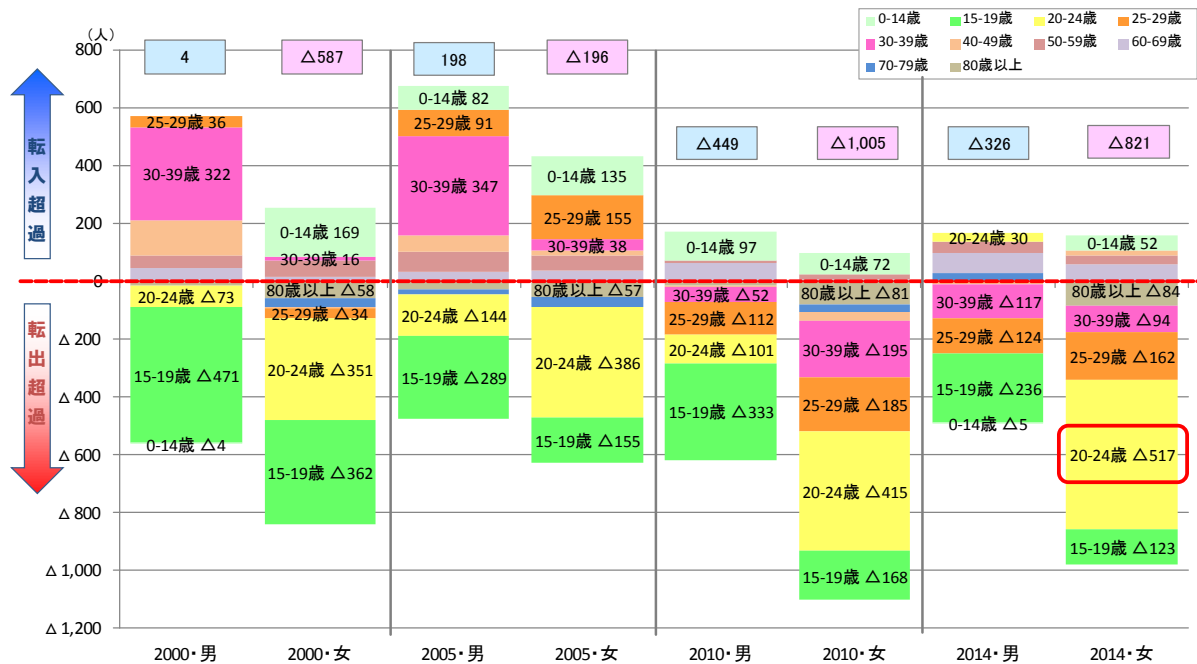 （人）
0-14歳 15-19歳 20-24歳 25-29歳
30-39歳 40-49歳 50-59歳 60-69歳
70-79歳 80歳以上
800
600
400
200
0
△ 200
△ 400
△ 600
△ 800
△ 1,000
△ 1,200
転入超過
転出超過
4
25-29歳 36
30-39歳 322
20-24歳 △73
15-19歳 △471
0-14歳 △4
2000・男
△587
0-14歳 169
30-39歳 16
80歳以上 △58
25-29歳 △34
20-24歳 △351
15-19歳 △362
2000・女
198
0-14歳 82
25-29歳 91
30-39歳 347
20-24歳 △144
15-19歳 △289
2005・男
△196
0-14歳 135
25-29歳 155
30-39歳 38
80歳以上 △57
20-24歳 △386
15-19歳 △155
2005・女
△449
0-14歳 97
30-39歳 △52
25-29歳 △112
20-24歳 △101
15-19歳 △333
2010・男
△1,005
0-14歳 72
80歳以上 △81
30-39歳 △195
25-29歳 △185
20-24歳 △415
15-19歳 △168
2010・女
△326
20-24歳 30
30-39歳 △117
25-29歳 △124
15-19歳 △236
0-14歳 △5
2014・男
△821
0-14歳 52
80歳以上 △84
30-39歳 △94
25-29歳 △162
20-24歳 △517
15-19歳 △123
2014・女